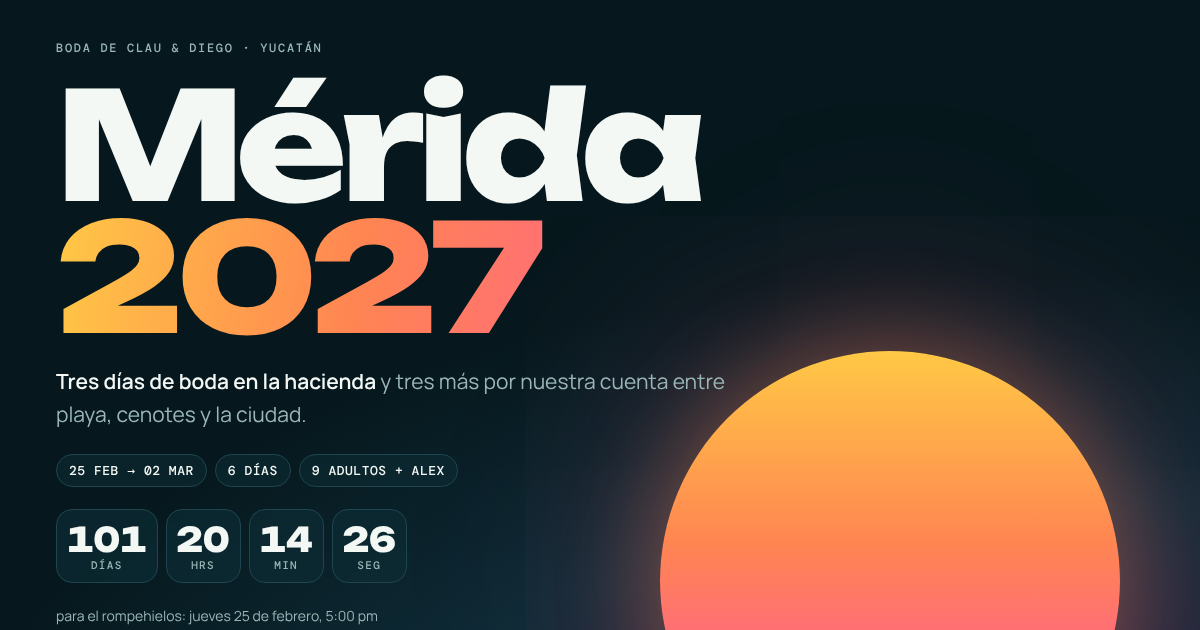 BODA DE CLAU & DIEGO · YUCATÁN
Mérida
2027
Tres días de boda en la hacienda y tres más por nuestra cuenta entre
playa, cenotes y la ciudad.
25 FEB → 02 MAR 6 DÍAS 9 ADULTOS + ALEX
101 20 14 26
DÍAS HRS MIN SEG
para el rompehielos: jueves 25 de febrero, 5:00 pm